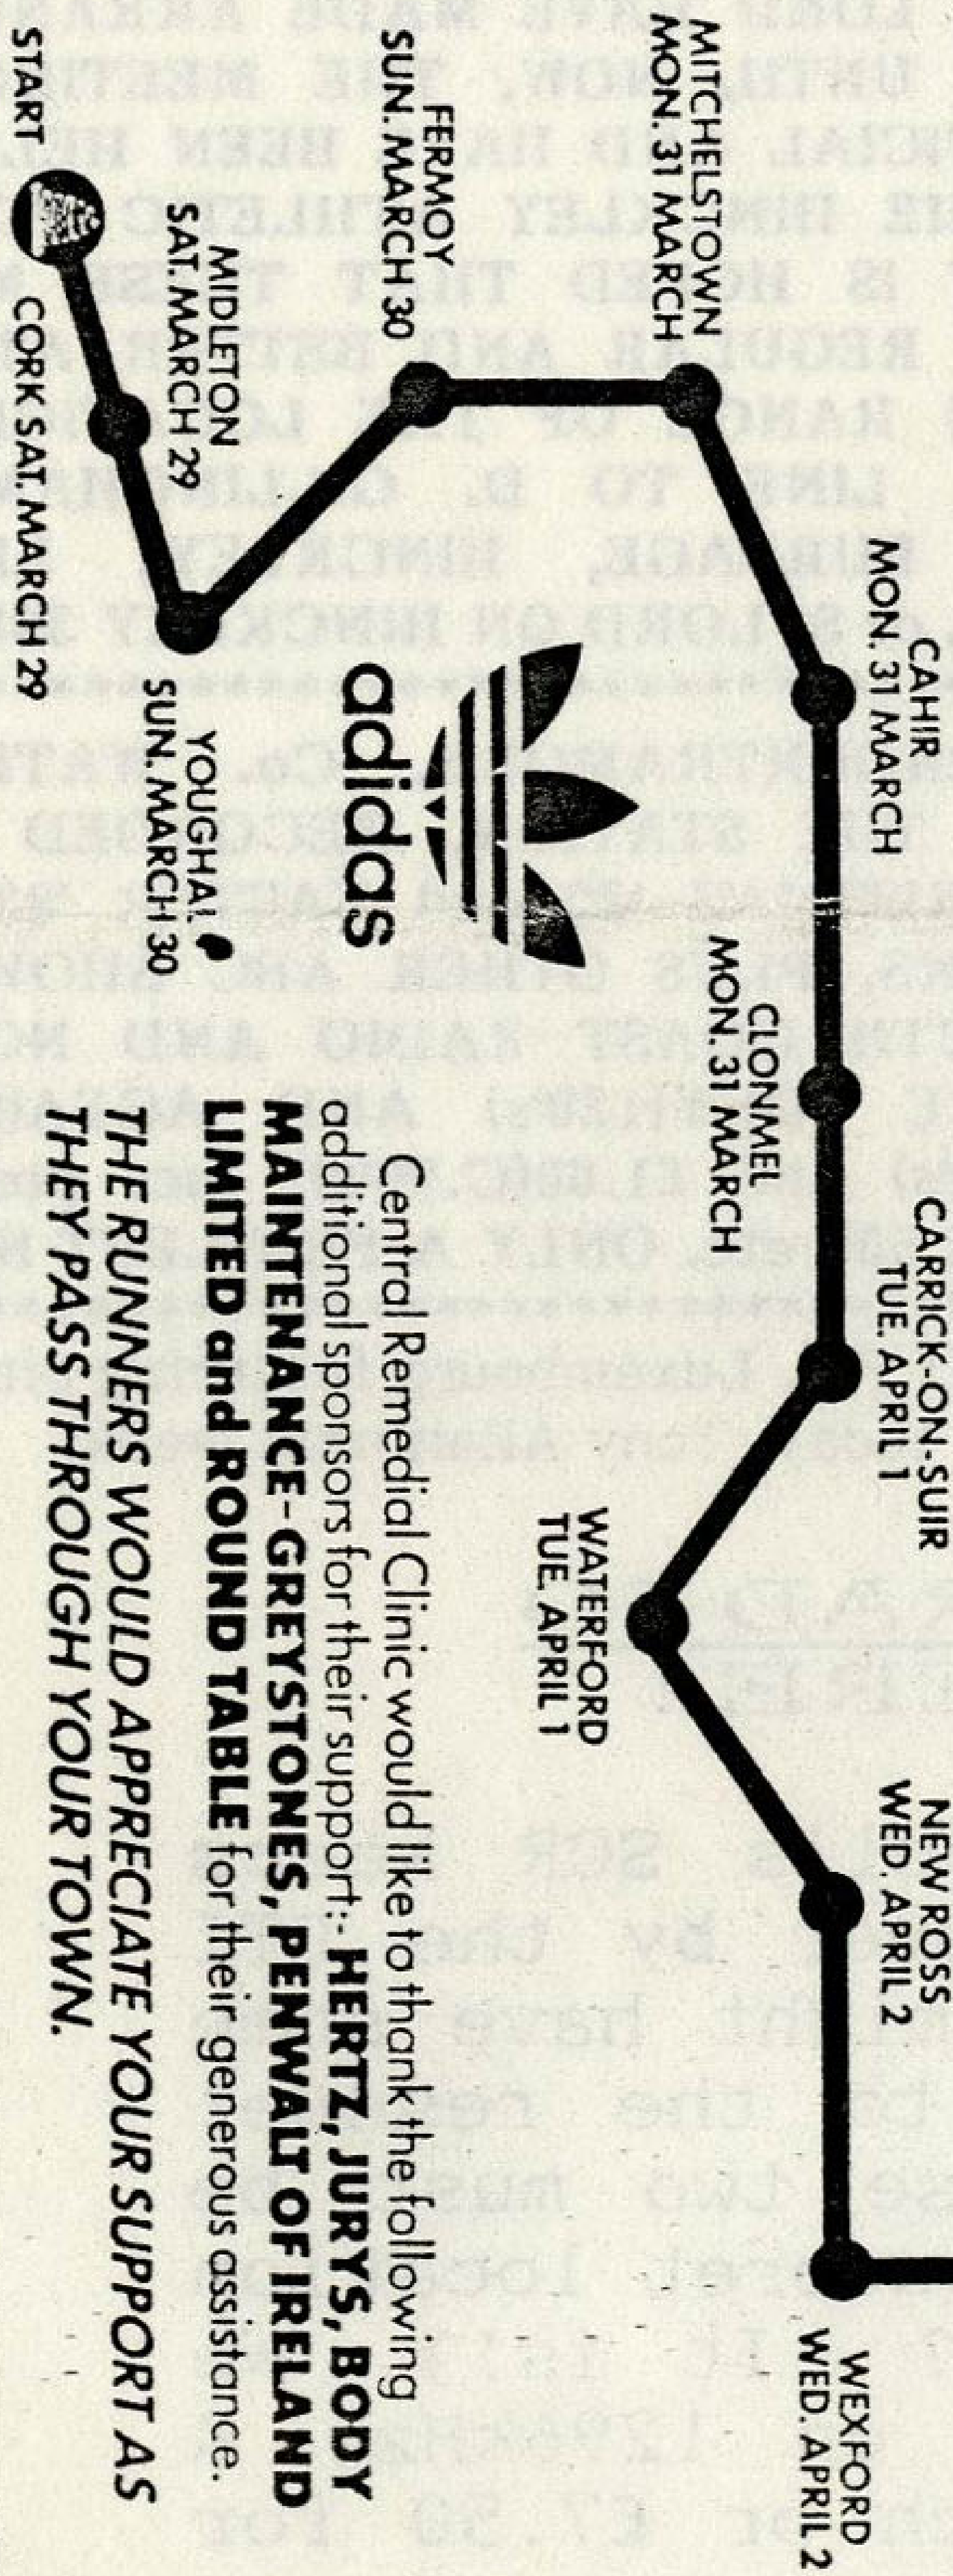 START
CORK SAT. MARCH 29
MIDLETON
SAT. MARCH 29
YOUGHAL
SUN. MARCH 30
FERMOY
SUN. MARCH 30
MITCHELSTOWN
MON. 31 MARCH
CAHIR
MON. 31 MARCH
CLONMEL
MON. 31 MARCH
CARRICK-ON-SUIR
TUE. APRIL 1
WATERFORD
TUE. APRIL 1
NEW ROSS
WED. APRIL 2
WEXFORD
WED. APRIL 2
adidas
Central Remedial Clinic would like to thank the following
additional sponsors for their support:- HERTZ, JURYS, BODY
MAINTENANCE-GREYSTONES, PENWALT OF IRELAND
LIMITED and ROUND TABLE for their generous assistance.
THE RUNNERS WOULD APPRECIATE YOUR SUPPORT AS
THEY PASS THROUGH YOUR TOWN.